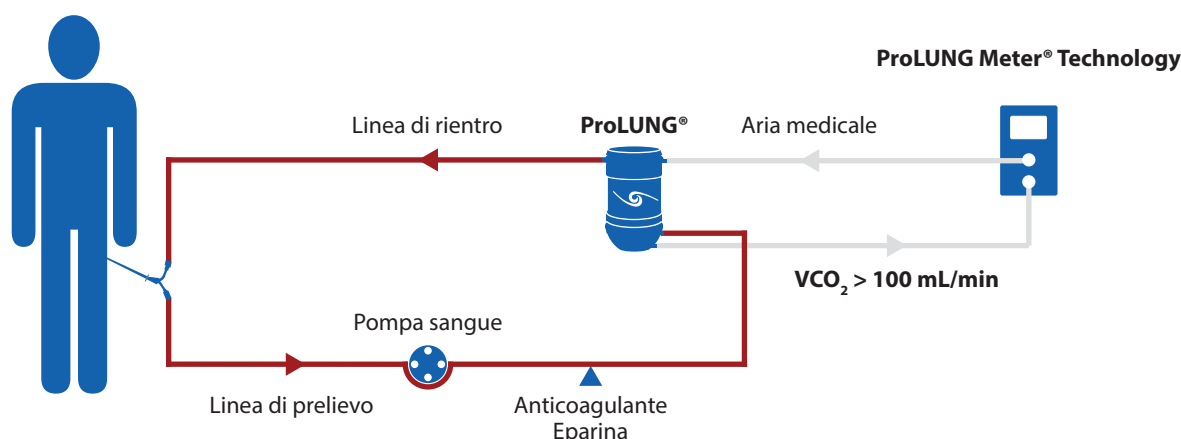 ProLUNG Meter® Technology
Linea di rientro
ProLUNG®
Aria medicale
VCO₂ > 100 mL/min
Pompa sangue
Linea di prelievo
Anticoagulante
Eparina